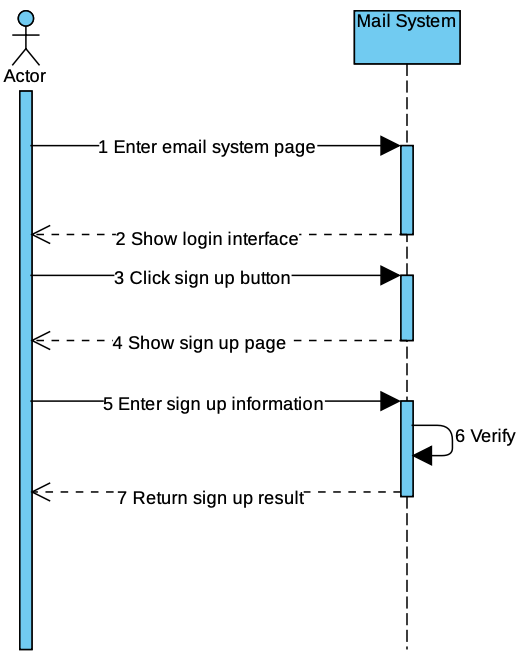 Mail System
Actor
1 Enter email system page
2 Show login interface
3 Click sign up button
4 Show sign up page
5 Enter sign up information
6 Verify
7 Return sign up result